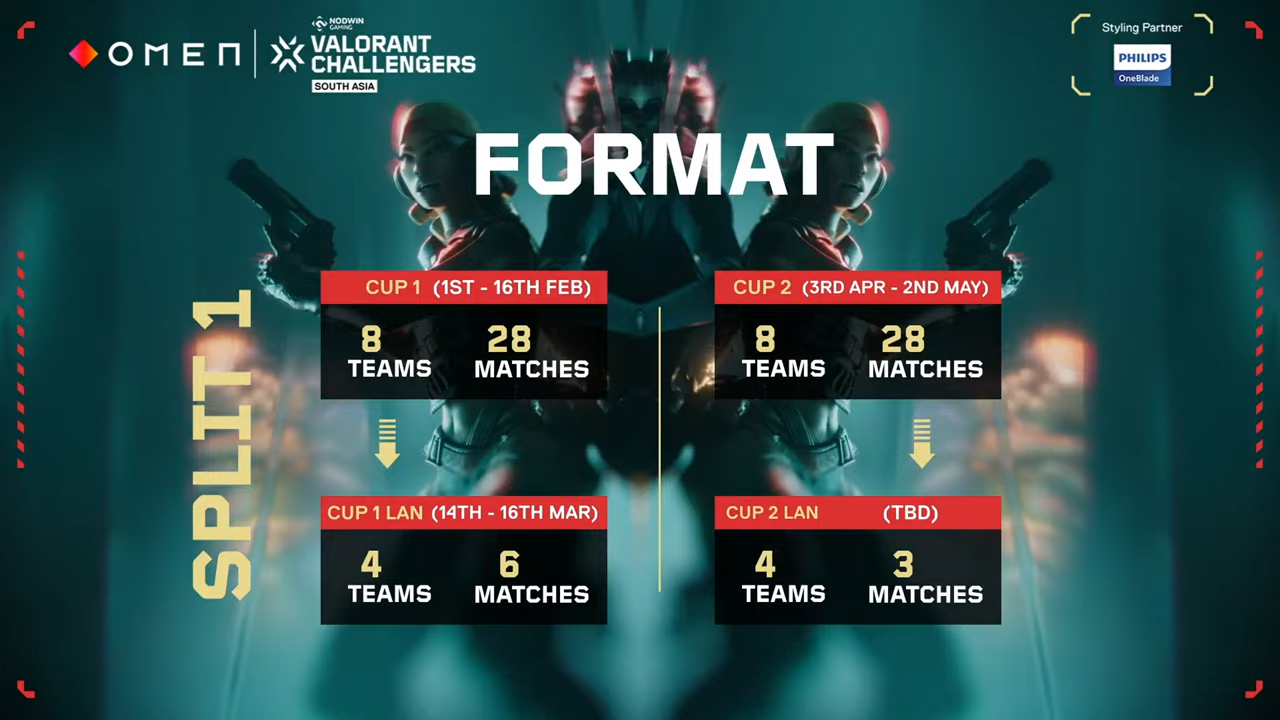 OMEN
NODWIN
GAMING
VALORANT
CHALLENGERS
SOUTH ASIA
Styling Partner
PHILIPS
OneBlade
FORMAT
SPLIT 1
CUP 1 (1ST - 16TH FEB)
8 28
TEAMS MATCHES
CUP 2 (3RD APR - 2ND MAY)
8 28
TEAMS MATCHES
CUP 1 LAN (14TH - 16TH MAR)
4 6
TEAMS MATCHES
CUP 2 LAN (TBD)
4 3
TEAMS MATCHES